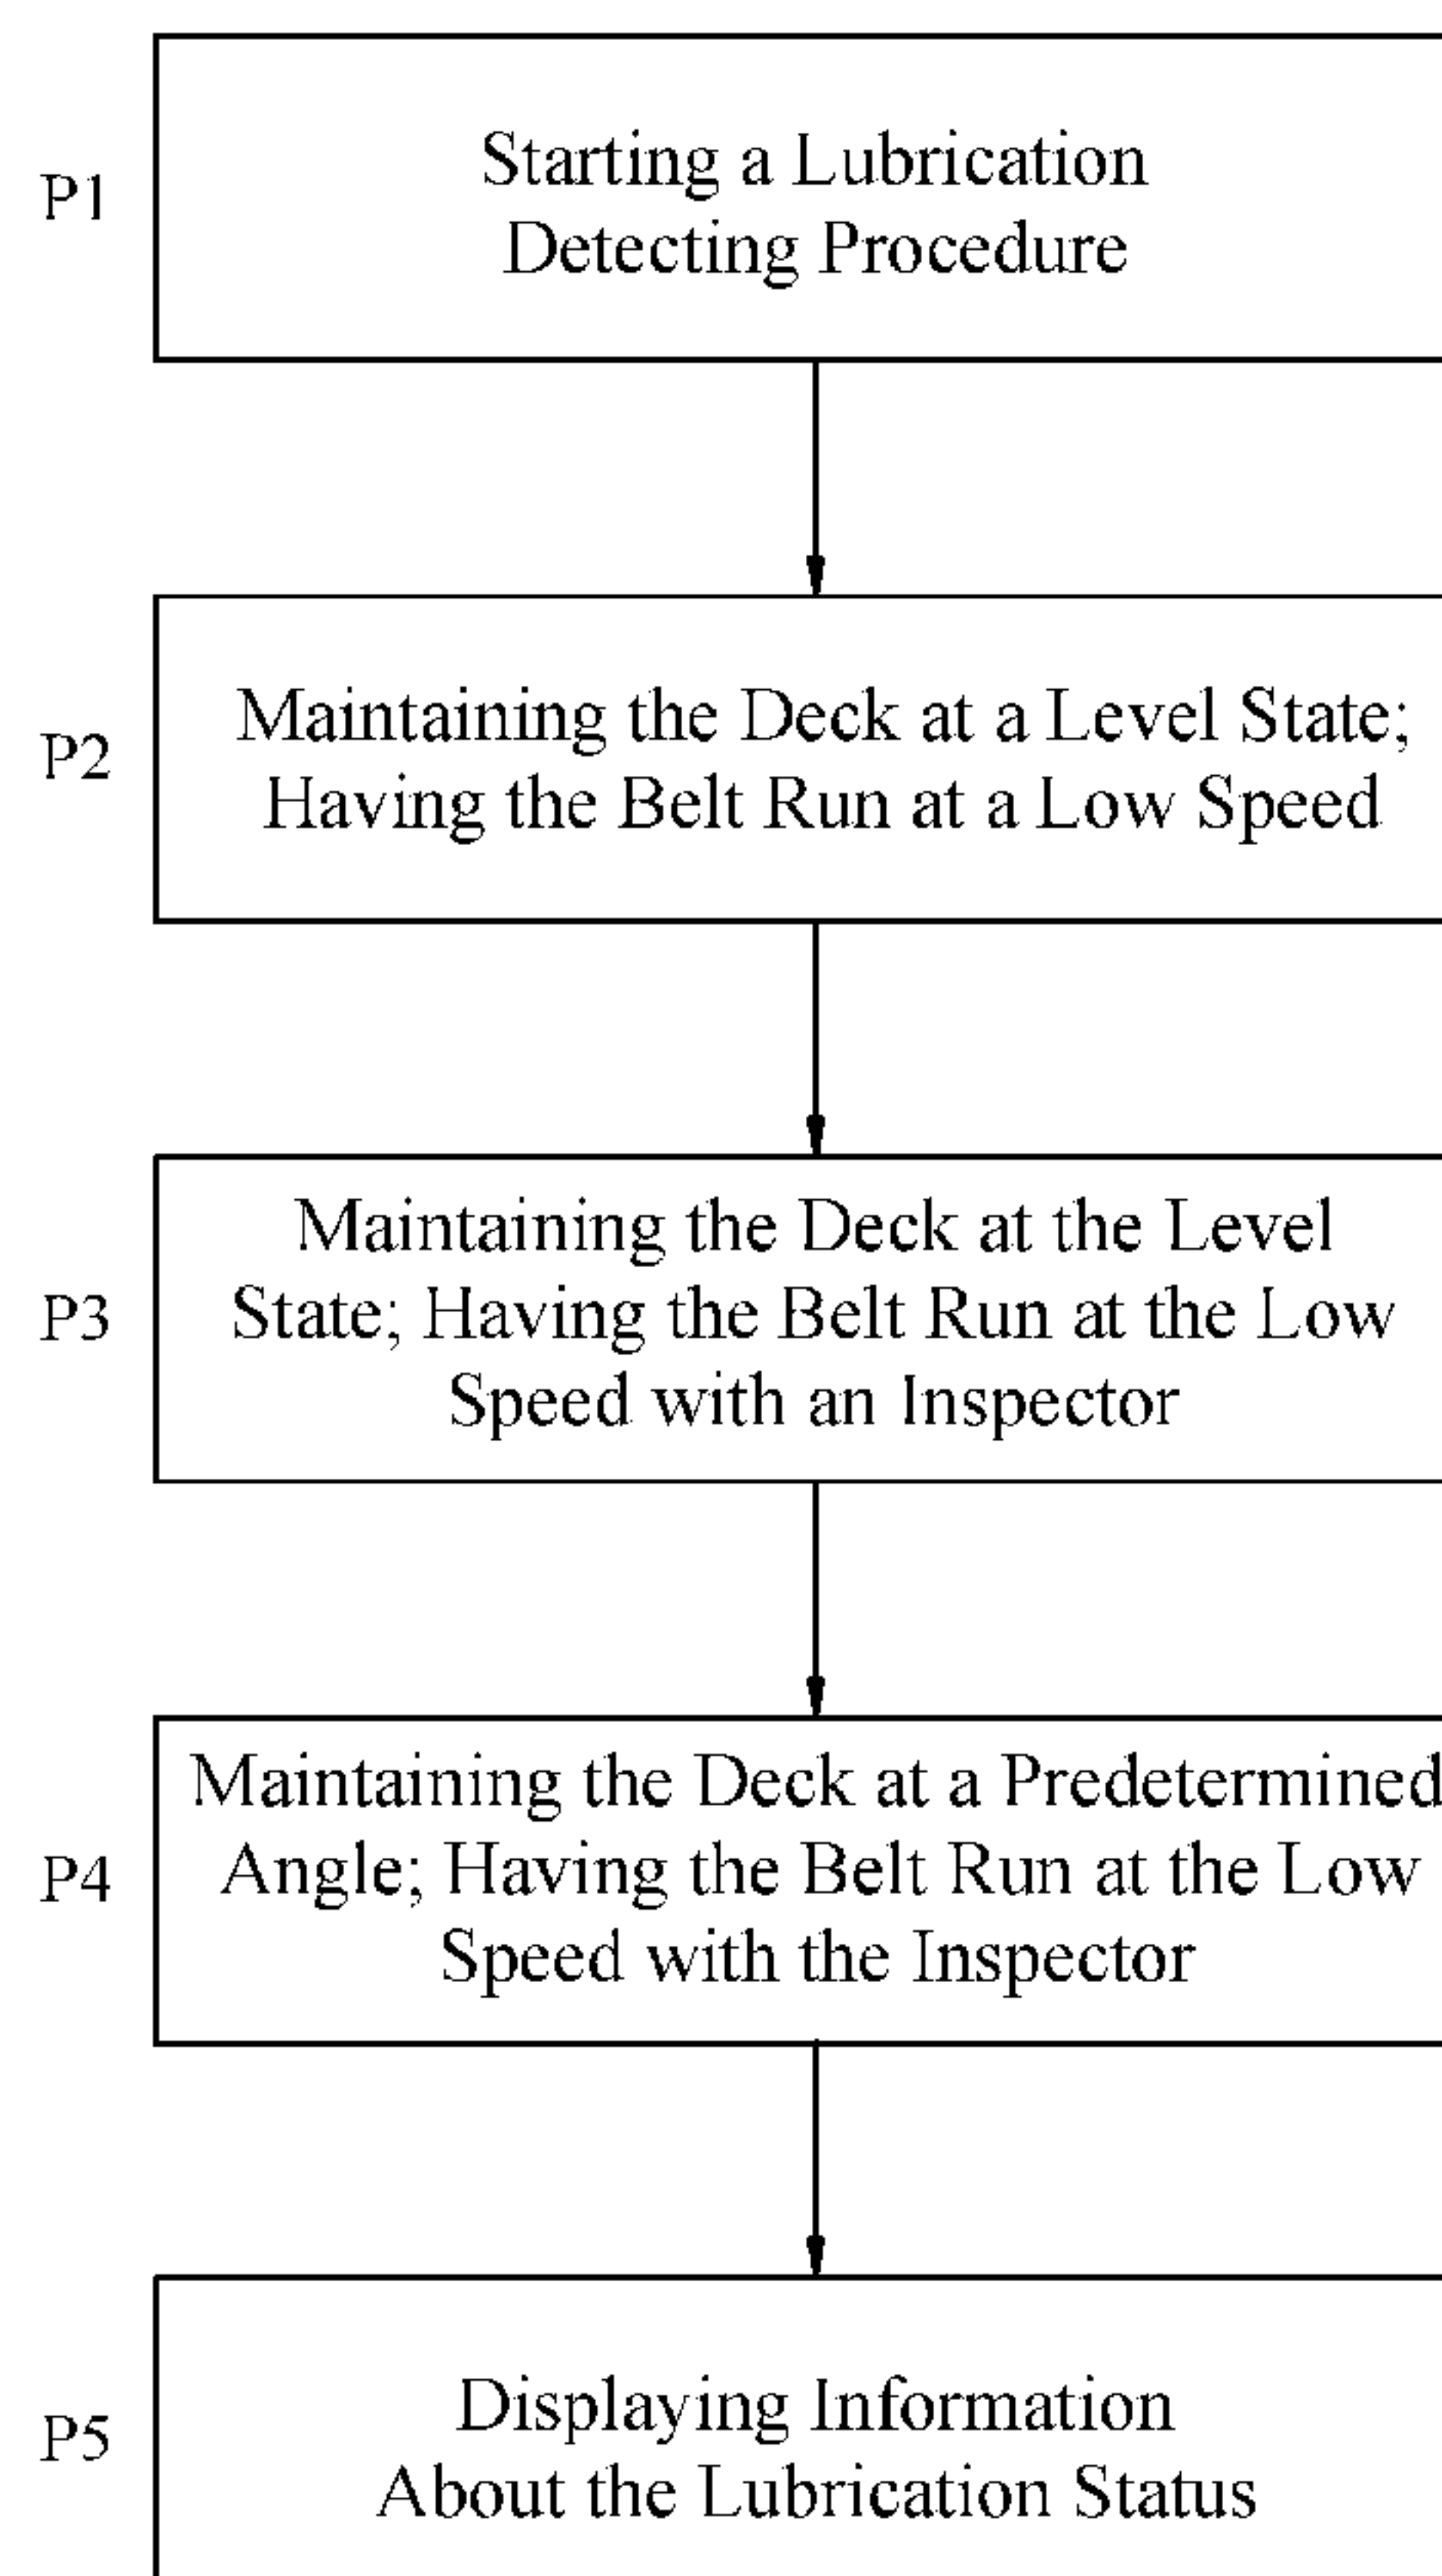 P1
Starting a Lubrication
Detecting Procedure
P2
Maintaining the Deck at a Level State;
Having the Belt Run at a Low Speed
P3
Maintaining the Deck at the Level
State; Having the Belt Run at the Low
Speed with an Inspector
P4
Maintaining the Deck at a Predetermined
Angle; Having the Belt Run at the Low
Speed with the Inspector
P5
Displaying Information
About the Lubrication Status